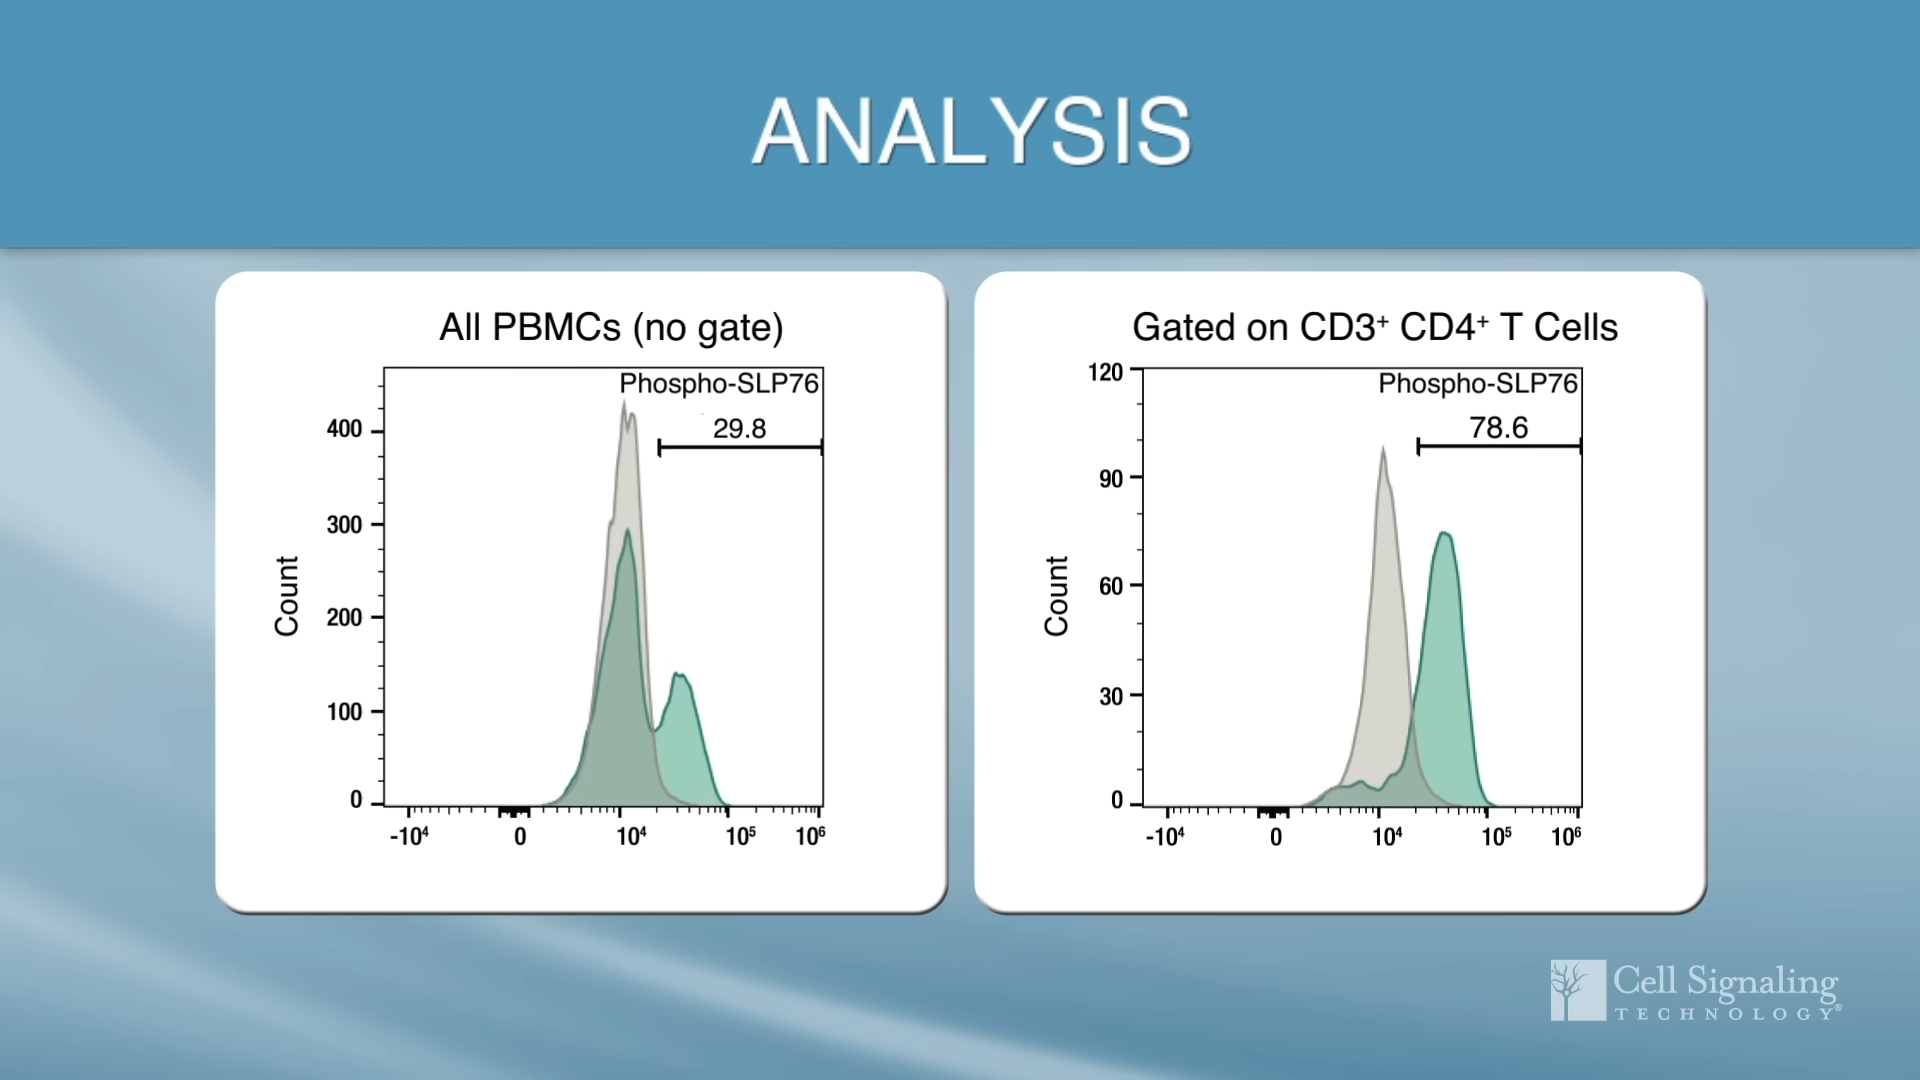 ANALYSIS
All PBMCs (no gate)
Phospho-SLP76
29.8
400
300
200
100
0
Count
-10⁴
0
10⁴
10⁵
10⁶
Gated on CD3⁺ CD4⁺ T Cells
Phospho-SLP76
78.6
120
90
60
30
0
Count
-10⁴
0
10⁴
10⁵
10⁶
Cell Signaling
TECHNOLOGY®